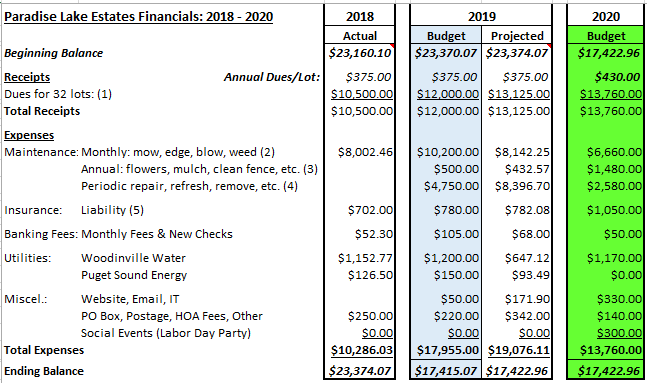 Paradise Lake Estates Financials: 2018 - 2020 2018 2019 2020
Actual Budget Projected Budget
Beginning Balance $23,160.10 $23,370.07 $23,374.07 $17,422.96
Receipts Annual Dues/Lot: $375.00 $375.00 $375.00 $430.00
Dues for 32 lots: (1) $10,500.00 $12,000.00 $13,125.00 $13,760.00
Total Receipts $10,500.00 $12,000.00 $13,125.00 $13,760.00
Expenses
Maintenance: Monthly: mow, edge, blow, weed (2) $8,002.46 $10,200.00 $8,142.25 $6,660.00
Annual: flowers, mulch, clean fence, etc. (3) $500.00 $432.57 $1,480.00
Periodic repair, refresh, remove, etc. (4) $4,750.00 $8,396.70 $2,580.00
Insurance: Liability (5) $702.00 $780.00 $782.08 $1,050.00
Banking Fees: Monthly Fees & New Checks $52.30 $105.00 $68.00 $50.00
Utilities: Woodinville Water $1,152.77 $1,200.00 $647.12 $1,170.00
Puget Sound Energy $126.50 $150.00 $93.49 $0.00
Miscel.: Website, Email, IT $50.00 $171.90 $330.00
PO Box, Postage, HOA Fees, Other $250.00 $220.00 $342.00 $140.00
Social Events (Labor Day Party) $0.00 $0.00 $0.00 $300.00
Total Expenses $10,286.03 $17,955.00 $19,076.11 $13,760.00
Ending Balance $23,374.07 $17,415.07 $17,422.96 $17,422.96